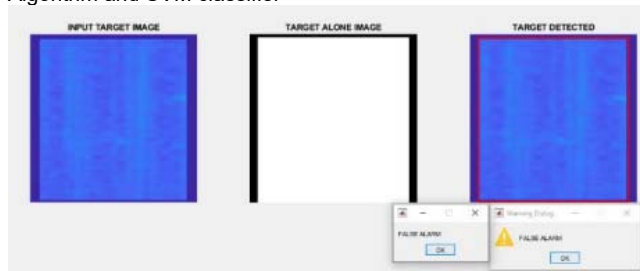 Algorithm and SVM classifier
INPUT TARGET IMAGE
TARGET ALONE IMAGE
TARGET DETECTED
Warning Dialog
FALSE ALARM
OK
FALSE ALARM
OK